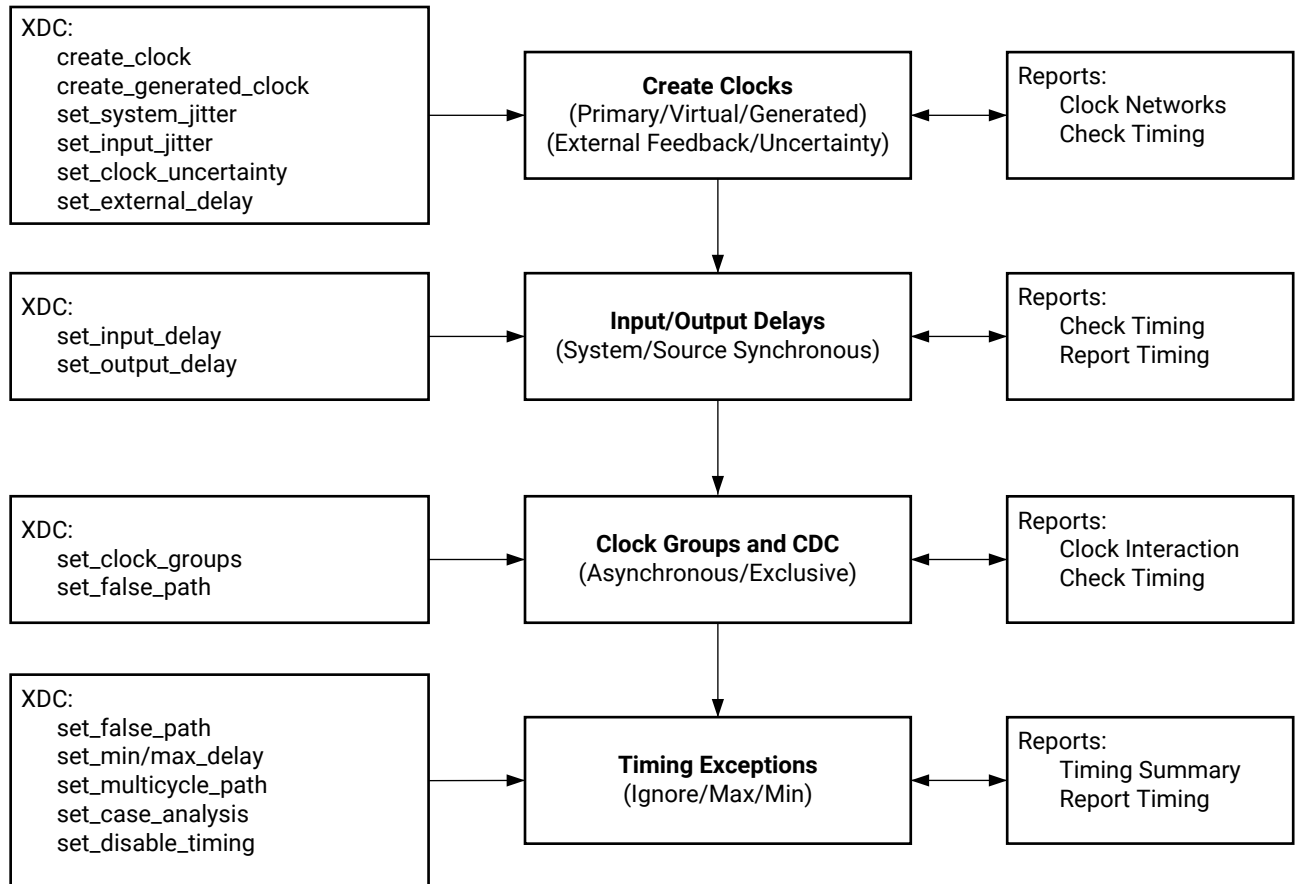 XDC:
create_clock
create_generated_clock
set_system_jitter
set_input_jitter
set_clock_uncertainty
set_external_delay
Create Clocks
(Primary/Virtual/Generated)
(External Feedback/Uncertainty)
Reports:
Clock Networks
Check Timing
XDC:
set_input_delay
set_output_delay
Input/Output Delays
(System/Source Synchronous)
Reports:
Check Timing
Report Timing
XDC:
set_clock_groups
set_false_path
Clock Groups and CDC
(Asynchronous/Exclusive)
Reports:
Clock Interaction
Check Timing
XDC:
set_false_path
set_min/max_delay
set_multicycle_path
set_case_analysis
set_disable_timing
Timing Exceptions
(Ignore/Max/Min)
Reports:
Timing Summary
Report Timing